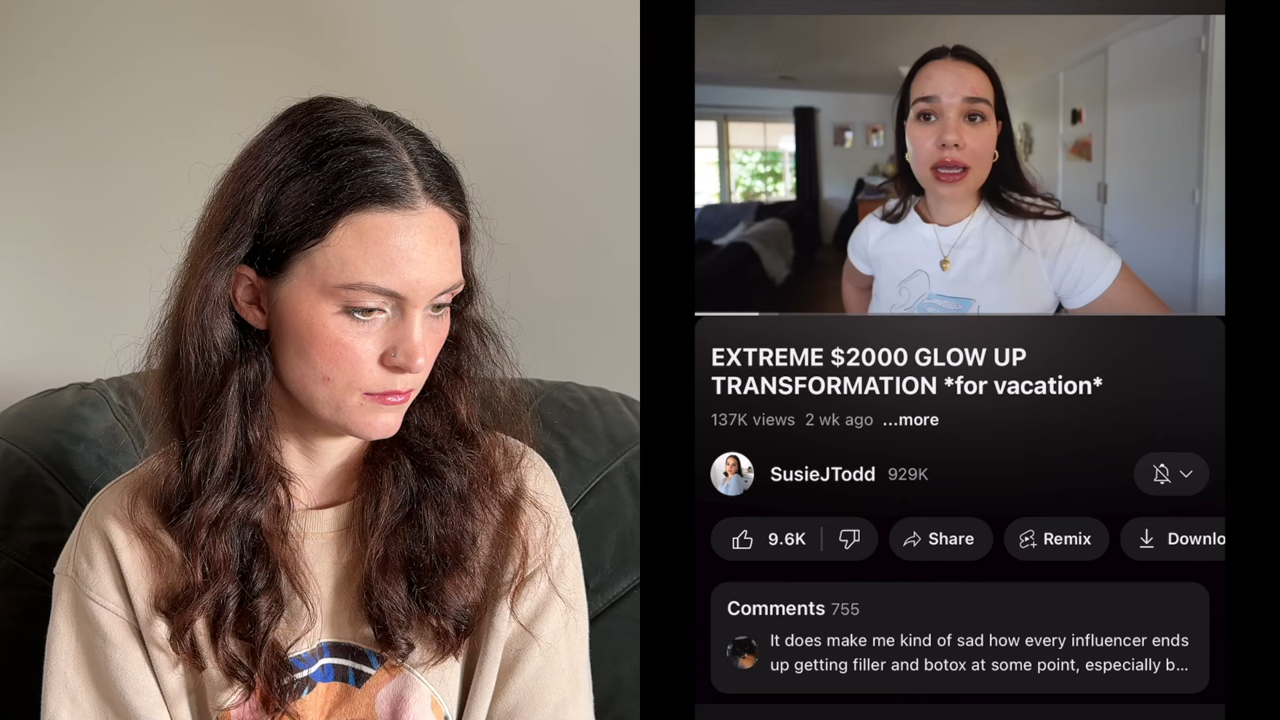 EXTREME $2000 GLOW UP
TRANSFORMATION *for vacation*
137K views 2 wk ago ...more
SusieJTodd 929K
9.6K Share Remix Downlo
Comments 755
It does make me kind of sad how every influencer ends
up getting filler and botox at some point, especially b...